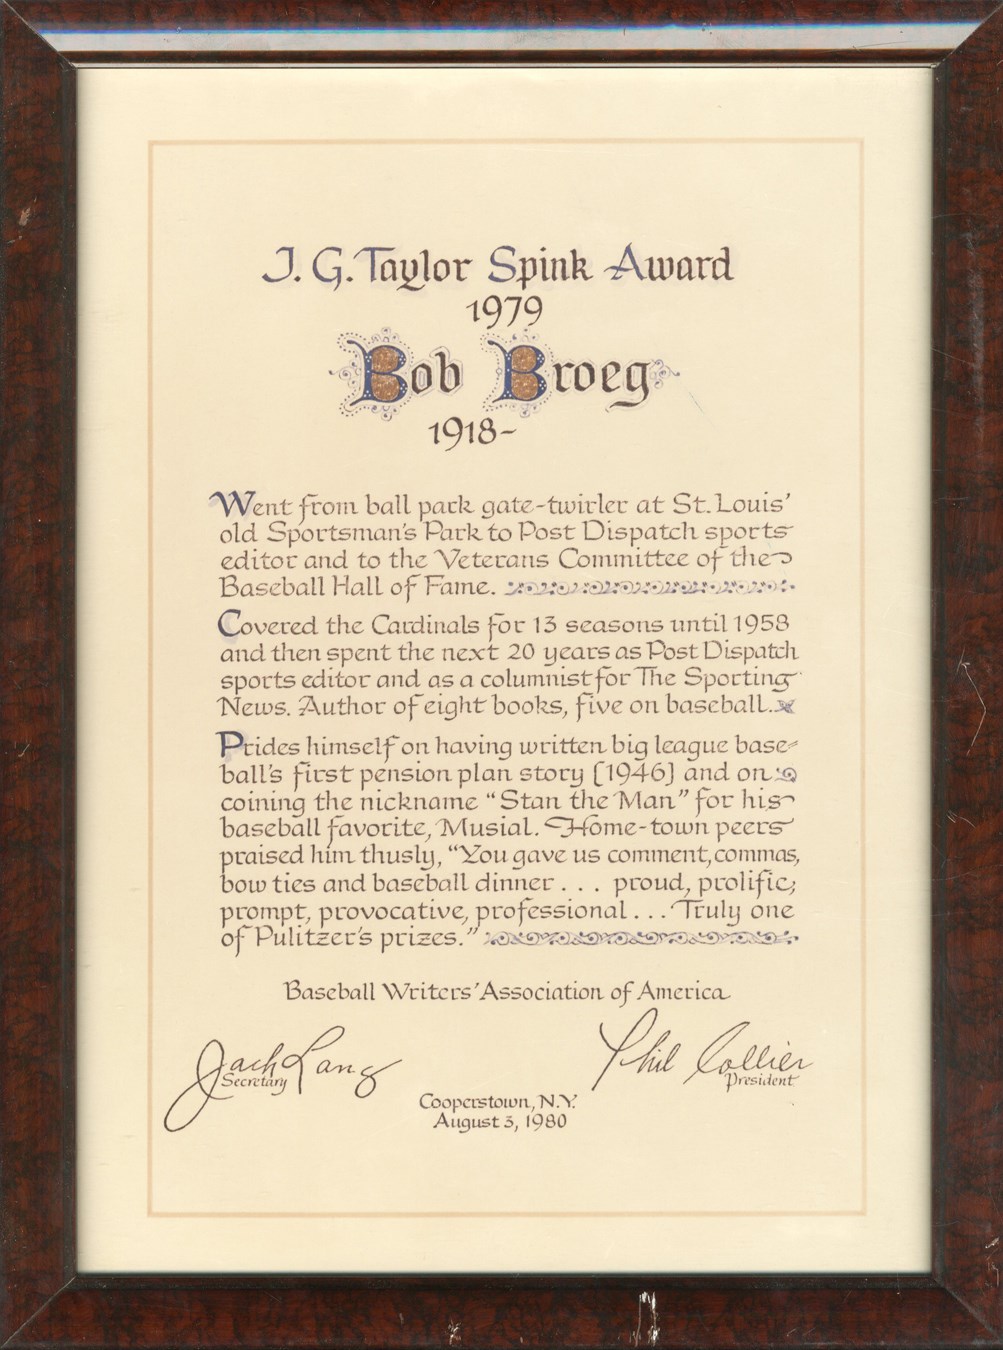 J. G. Taylor Spink Award
1979
Bob Broeg
1918-
Went from ball park gate-twirler at St. Louis'
old Sportsman's Park to Post Dispatch sports
editor and to the Veterans Committee of the
Baseball Hall of Fame.
Covered the Cardinals for 13 seasons until 1958
and then spent the next 20 years as Post Dispatch
sports editor and as a columnist for The Sporting
News. Author of eight books, five on baseball.
Prides himself on having written big league base-
ball's first pension plan story (1946) and on
coining the nickname "Stan the Man" for his
baseball favorite, Musial. Home-town peers
praised him thusly, "You gave us comment, commas,
bow ties and baseball dinner . . . proud, prolific,
prompt, provocative, professional . . . Truly one
of Pulitzer's prizes."
Baseball Writers' Association of America
Jack Lang
Secretary
Phil Collier
President
Cooperstown, N.Y.
August 3, 1980